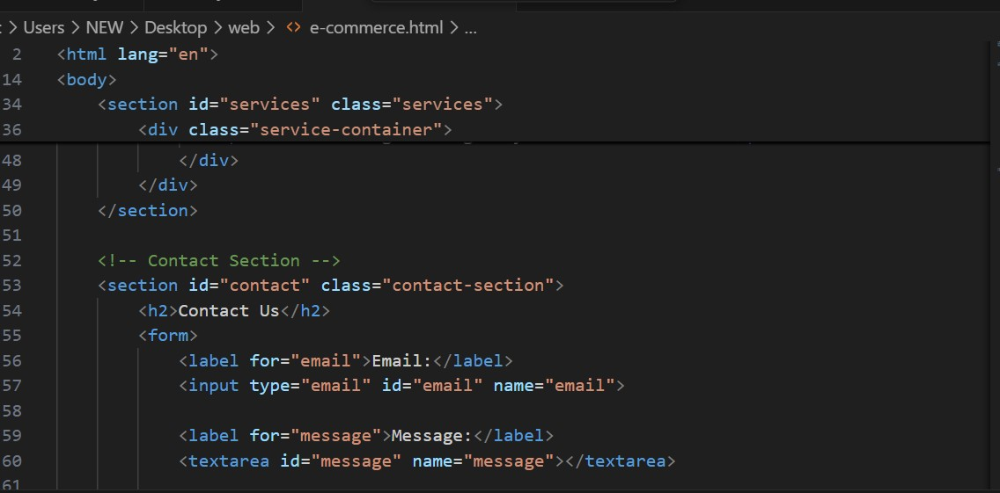 Users > NEW > Desktop > web > <> e-commerce.html > ...
2 <html lang="en">
14 <body>
34 <section id="services" class="services">
36 <div class="service-container">
48 </div>
49 </div>
50 </section>
51
52 <!-- Contact Section -->
53 <section id="contact" class="contact-section">
54 <h2>Contact Us</h2>
55 <form>
56 <label for="email">Email:</label>
57 <input type="email" id="email" name="email">
58
59 <label for="message">Message:</label>
60 <textarea id="message" name="message"></textarea>
61